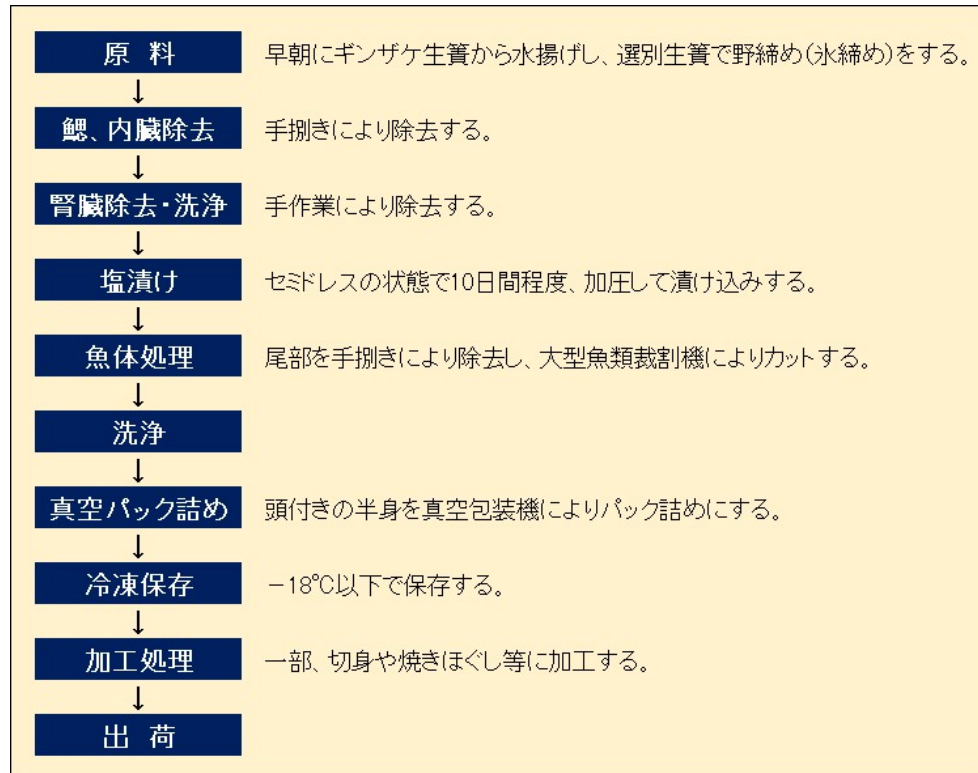 原 料 早朝にギンザケ生簀から水揚げし、選別生簀で野締め(氷締め)をする。
↓
鰓、内臓除去 手捌きにより除去する。
↓
腎臓除去・洗浄 手作業により除去する。
↓
塩漬け セミドレスの状態で10日間程度、加圧して漬け込みする。
↓
魚体処理 尾部を手捌きにより除去し、大型魚類裁割機によりカットする。
↓
洗浄
↓
真空パック詰め 頭付きの半身を真空包装機によりパック詰めにする。
↓
冷凍保存 －18℃以下で保存する。
↓
加工処理 一部、切身や焼きほぐし等に加工する。
↓
出 荷